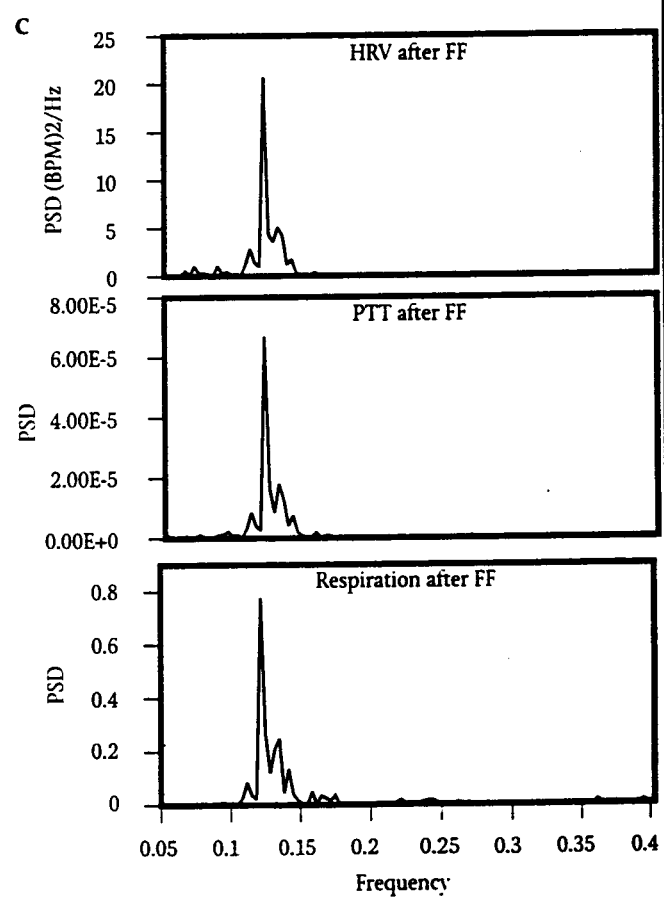 C
HRV after FF
25
20
15
10
5
0
PSD (BPM)2/Hz
PTT after FF
8.00E-5
6.00E-5
4.00E-5
2.00E-5
0.00E+0
PSD
Respiration after FF
0.8
0.6
0.4
0.2
0
PSD
0.05 0.1 0.15 0.2 0.25 0.3 0.35 0.4
Frequency